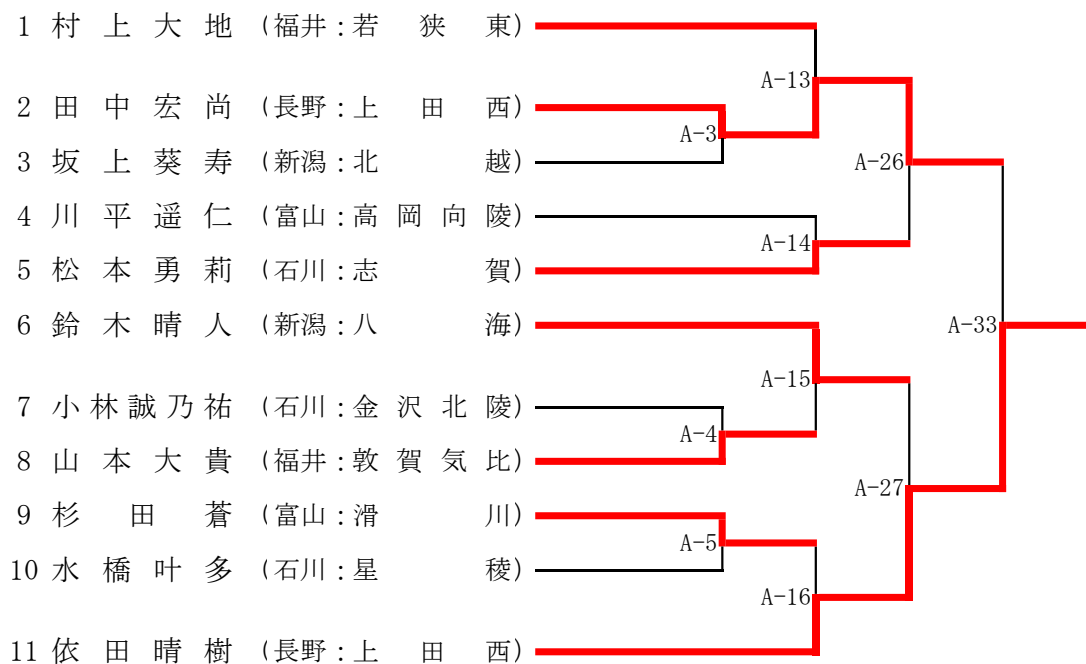 1 村上大地 (福井:若狭東)
A-13
2 田中宏尚 (長野:上田西)
A-3
3 坂上葵寿 (新潟:北越)
A-26
4 川平遥仁 (富山:高岡向陵)
A-14
5 松本勇莉 (石川:志賀)
6 鈴木晴人 (新潟:八海)
A-33
A-15
7 小林誠乃祐 (石川:金沢北陵)
A-4
8 山本大貴 (福井:敦賀気比)
A-27
9 杉田蒼 (富山:滑川)
A-5
10 水橋叶多 (石川:星稜)
A-16
11 依田晴樹 (長野:上田西)